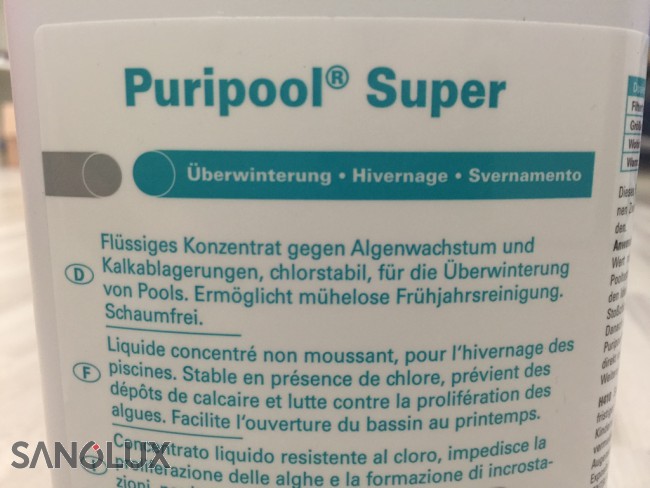 Puripool® Super
Überwinterung • Hivernage • Svernamento
D
Flüssiges Konzentrat gegen Algenwachstum und
Kalkablagerungen, chlorstabil, für die Überwinterung
von Pools. Ermöglicht mühelose Frühjahrsreinigung.
Schaumfrei.
F
Liquide concentré non moussant, pour l'hivernage des
piscines. Stable en présence de chlore, prévient des
dépôts de calcaire et lutte contre la prolifération des
algues. Facilite l'ouverture du bassin au printemps.
Concentrato liquido resistente al cloro, impedisce la
proliferazione delle alghe e la formazione di incrosta-
SANOLUX